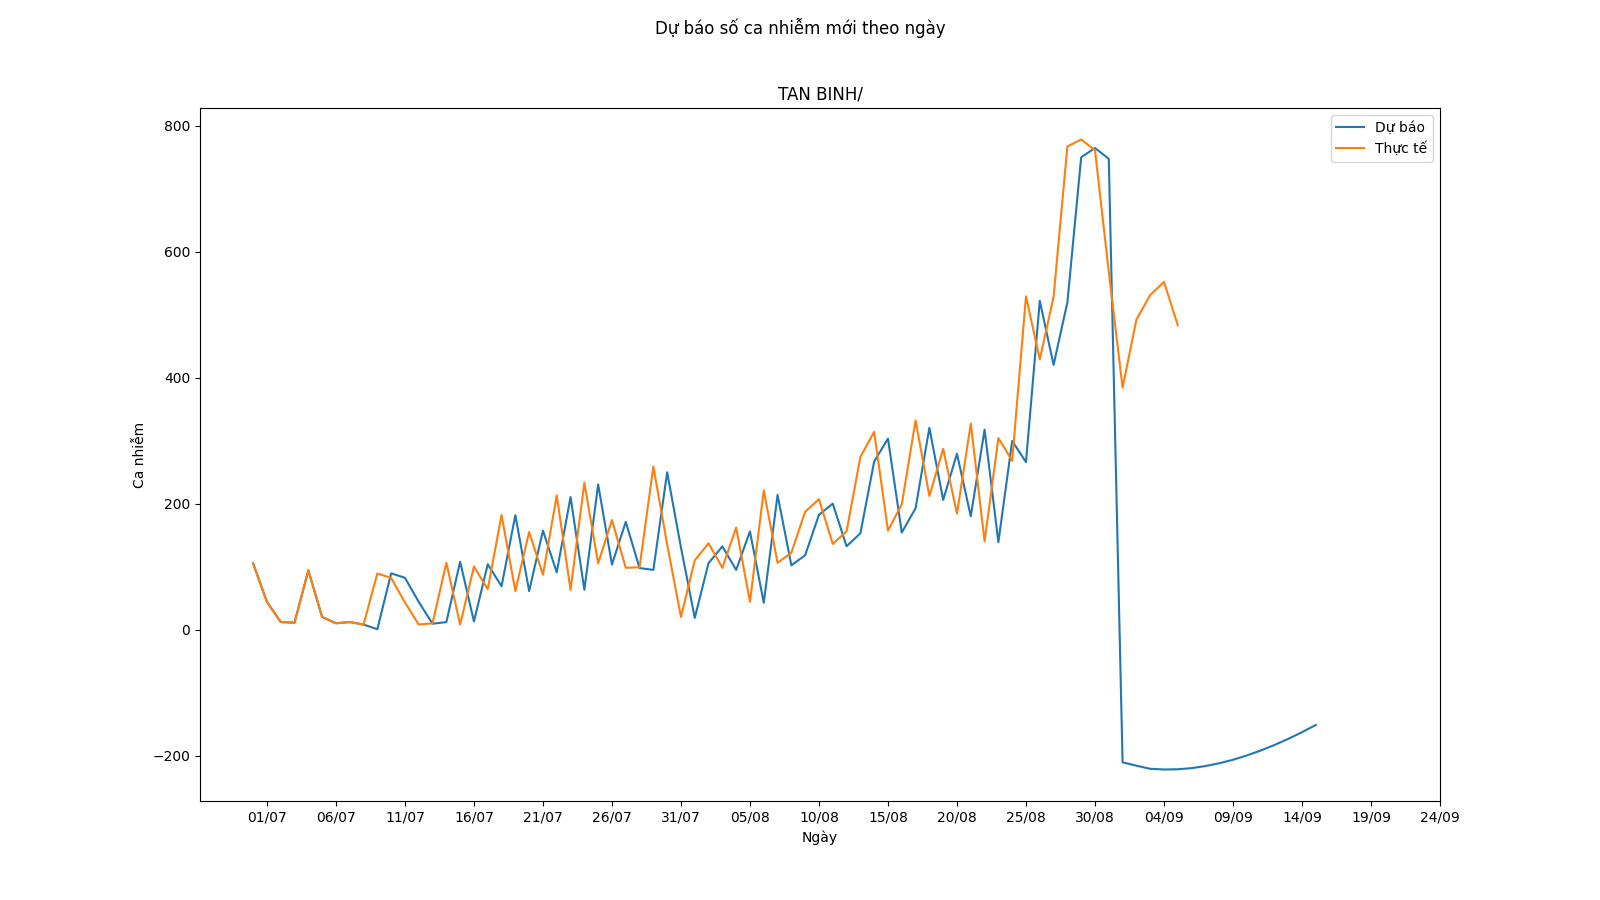 Dự báo số ca nhiễm mới theo ngày
TAN BINH/
Dự báo
Thực tế
800
600
400
200
0
−200
Ca nhiễm
01/07 06/07 11/07 16/07 21/07 26/07 31/07 05/08 10/08 15/08 20/08 25/08 30/08 04/09 09/09 14/09 19/09 24/09
Ngày